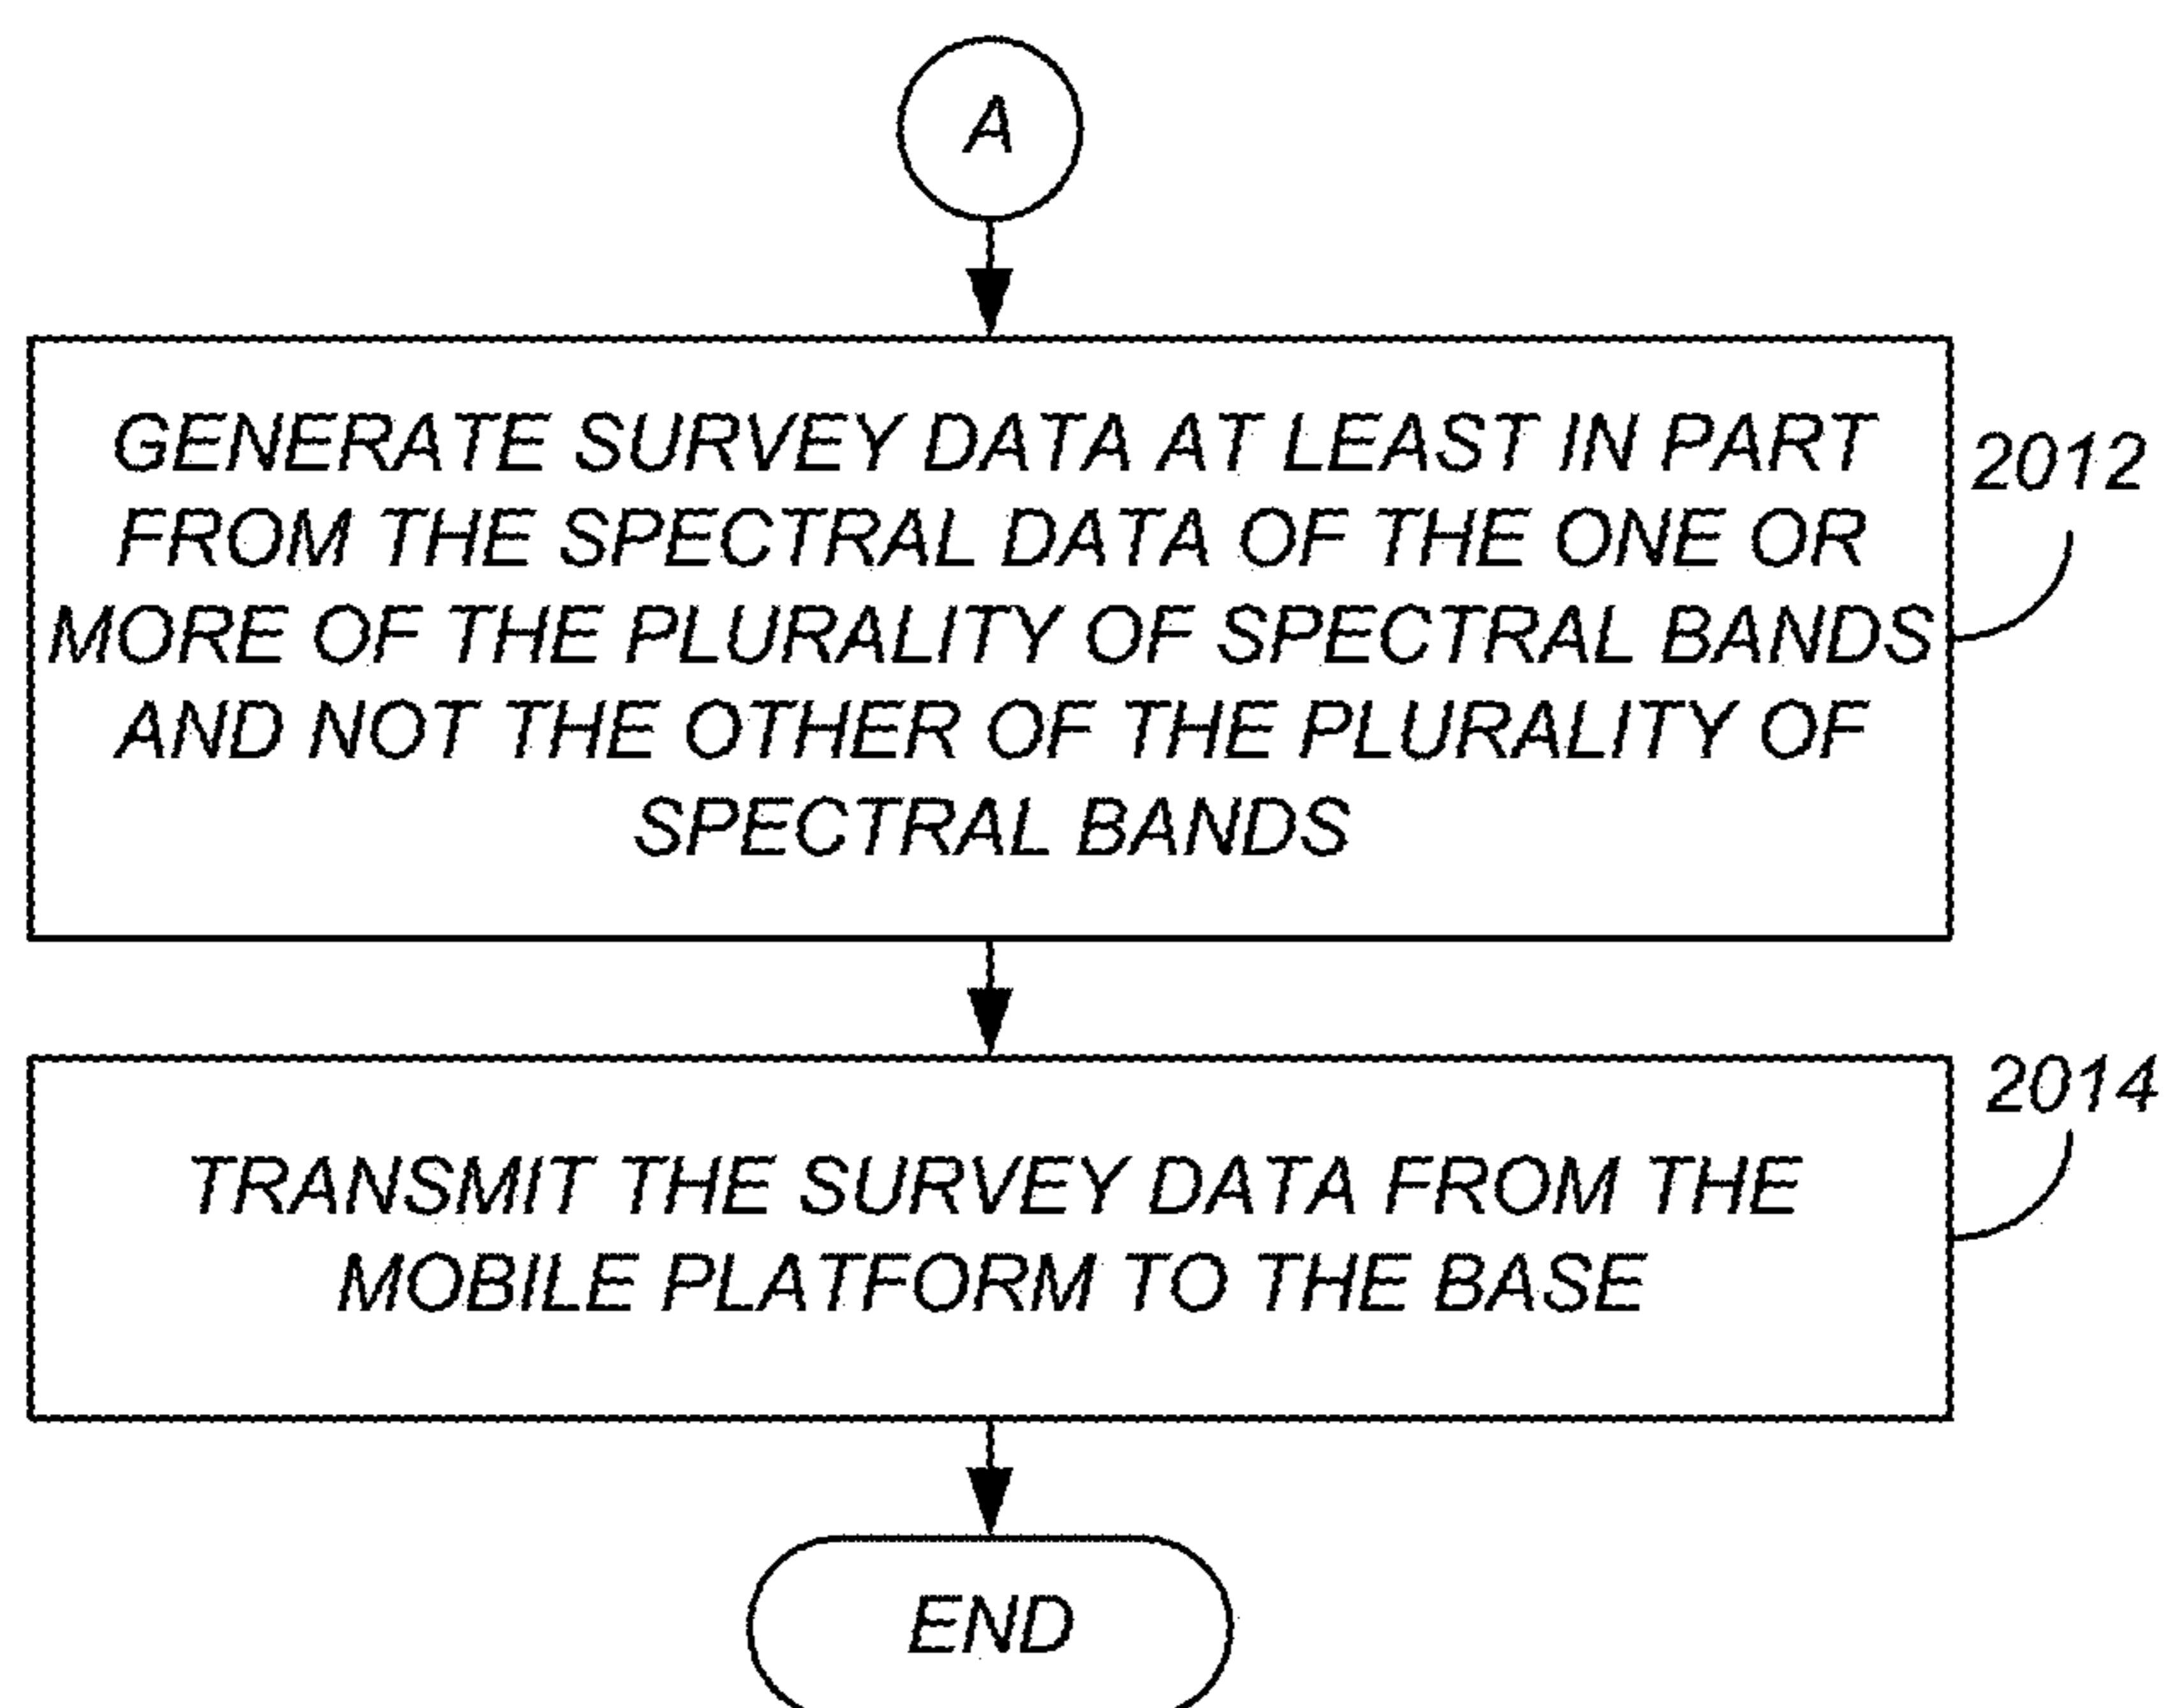 A
GENERATE SURVEY DATA AT LEAST IN PART
FROM THE SPECTRAL DATA OF THE ONE OR
MORE OF THE PLURALITY OF SPECTRAL BANDS
AND NOT THE OTHER OF THE PLURALITY OF
SPECTRAL BANDS
2012
TRANSMIT THE SURVEY DATA FROM THE
MOBILE PLATFORM TO THE BASE
2014
END